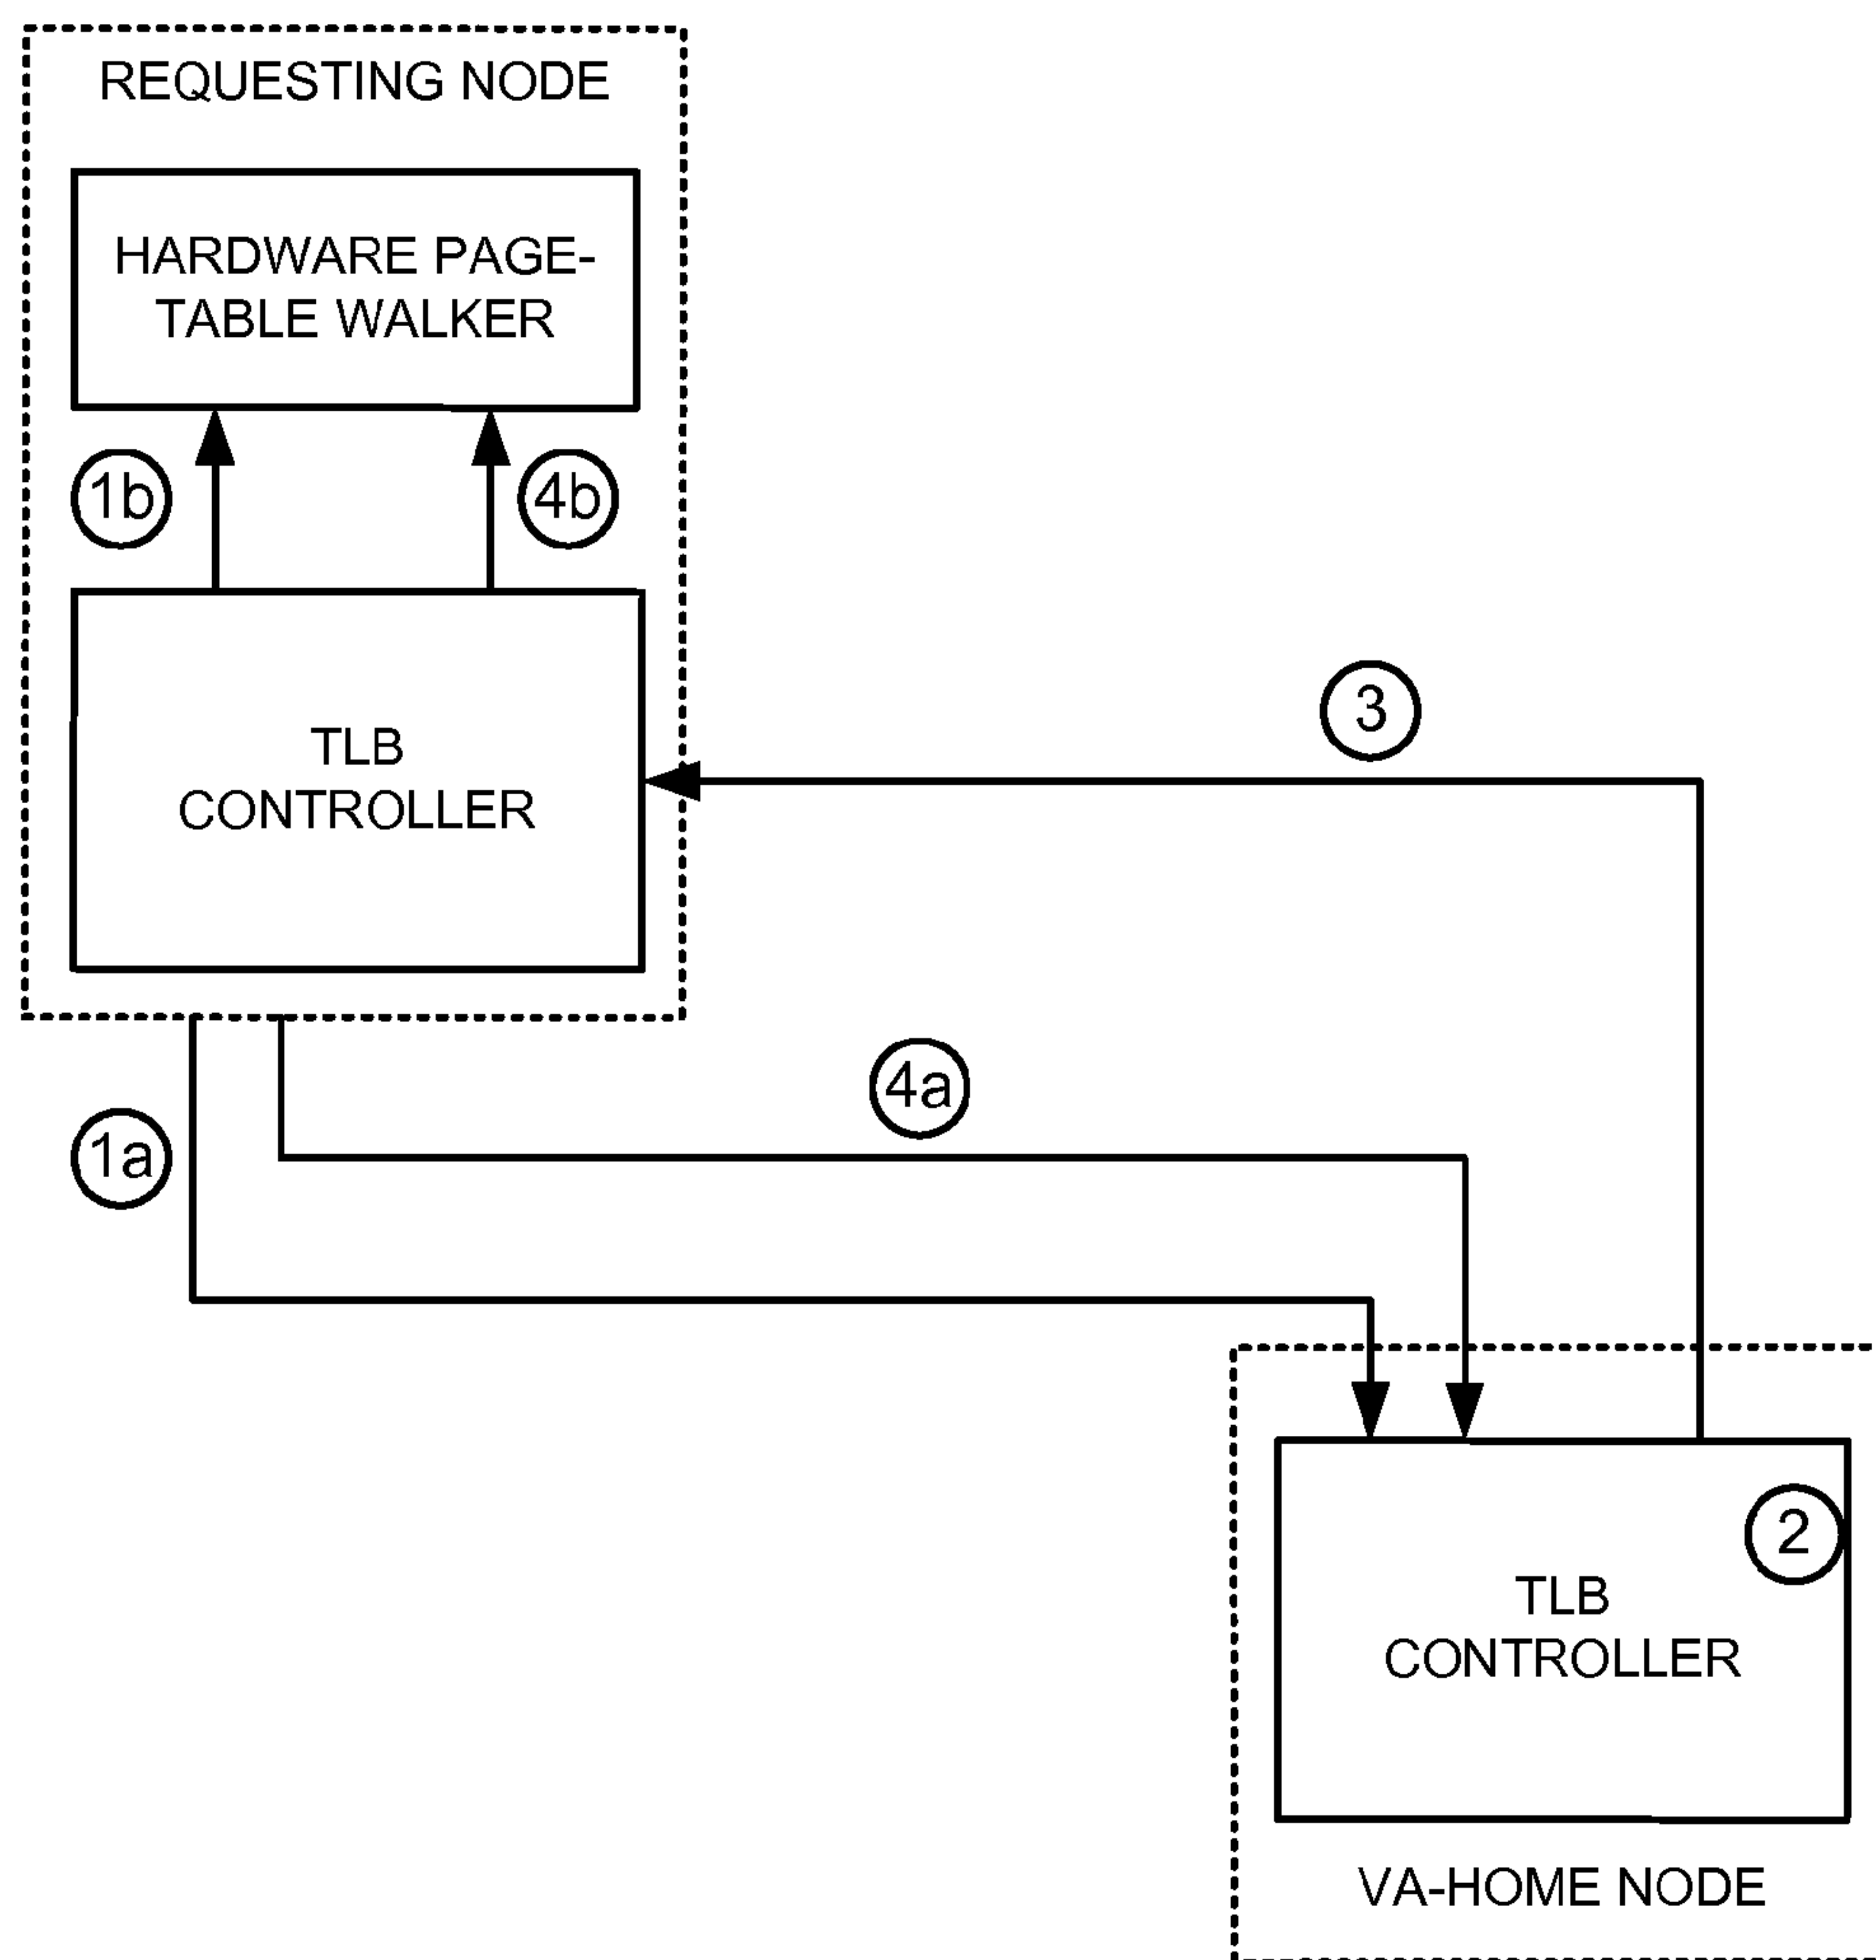 REQUESTING NODE
HARDWARE PAGE-
TABLE WALKER
1b
4b
TLB
CONTROLLER
3
4a
1a
2
TLB
CONTROLLER
VA-HOME NODE